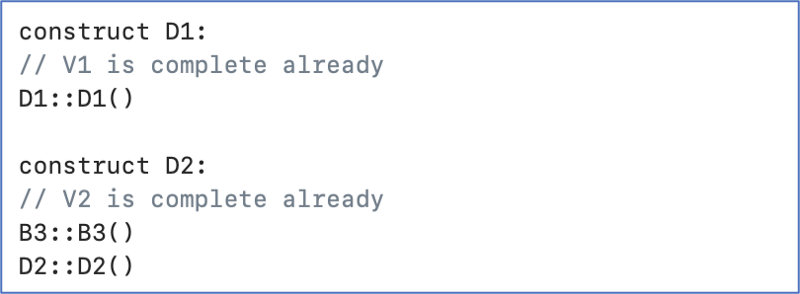 construct D1:
// V1 is complete already
D1::D1()
construct D2:
// V2 is complete already
B3::B3()
D2::D2()